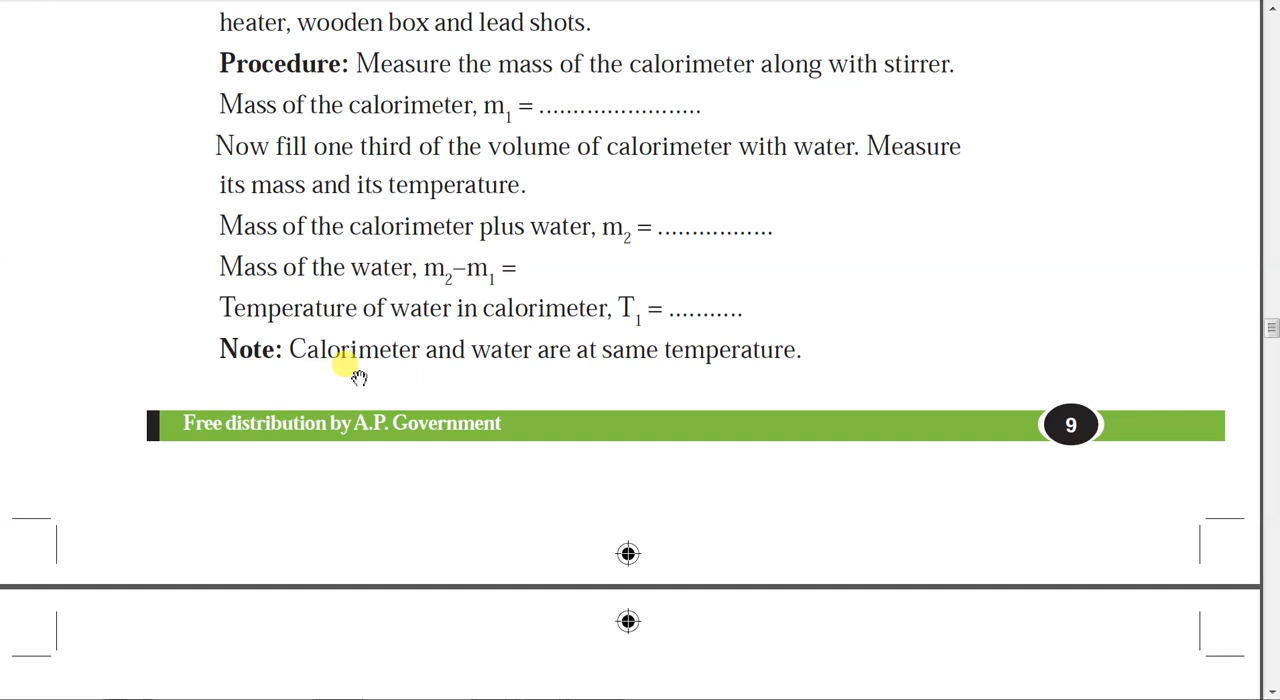 heater, wooden box and lead shots.
Procedure: Measure the mass of the calorimeter along with stirrer.
Mass of the calorimeter, m1 = ........................
Now fill one third of the volume of calorimeter with water. Measure
its mass and its temperature.
Mass of the calorimeter plus water, m2 = .................
Mass of the water, m2–m1 =
Temperature of water in calorimeter, T1 = ...........
Note: Calorimeter and water are at same temperature.
Free distribution by A.P. Government 9